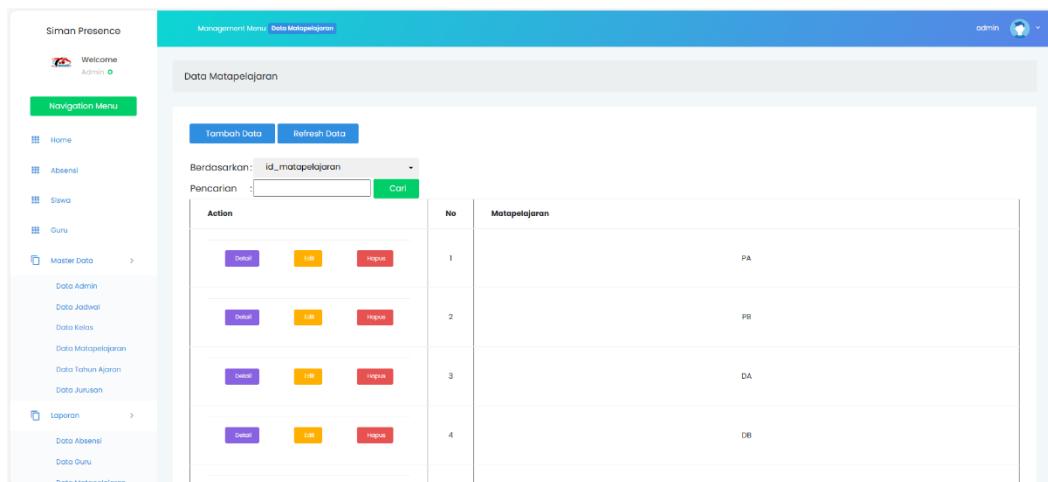 Siman Presence
Management Menu Data Matapelajaran
admin
Welcome
Admin
Navigation Menu
Home
Absensi
Siswa
Guru
Master Data
Data Admin
Data Jadwal
Data Kelas
Data Matapelajaran
Data Tahun Ajaran
Data Jurusan
Laporan
Data Absensi
Data Guru
Data Matapelajaran
Data Matapelajaran
Tambah Data Refresh Data
Berdasarkan : id_matapelajaran
Pencarian : Cari
Action No Matapelajaran
Detail Edit Hapus 1 PA
Detail Edit Hapus 2 PB
Detail Edit Hapus 3 DA
Detail Edit Hapus 4 DB